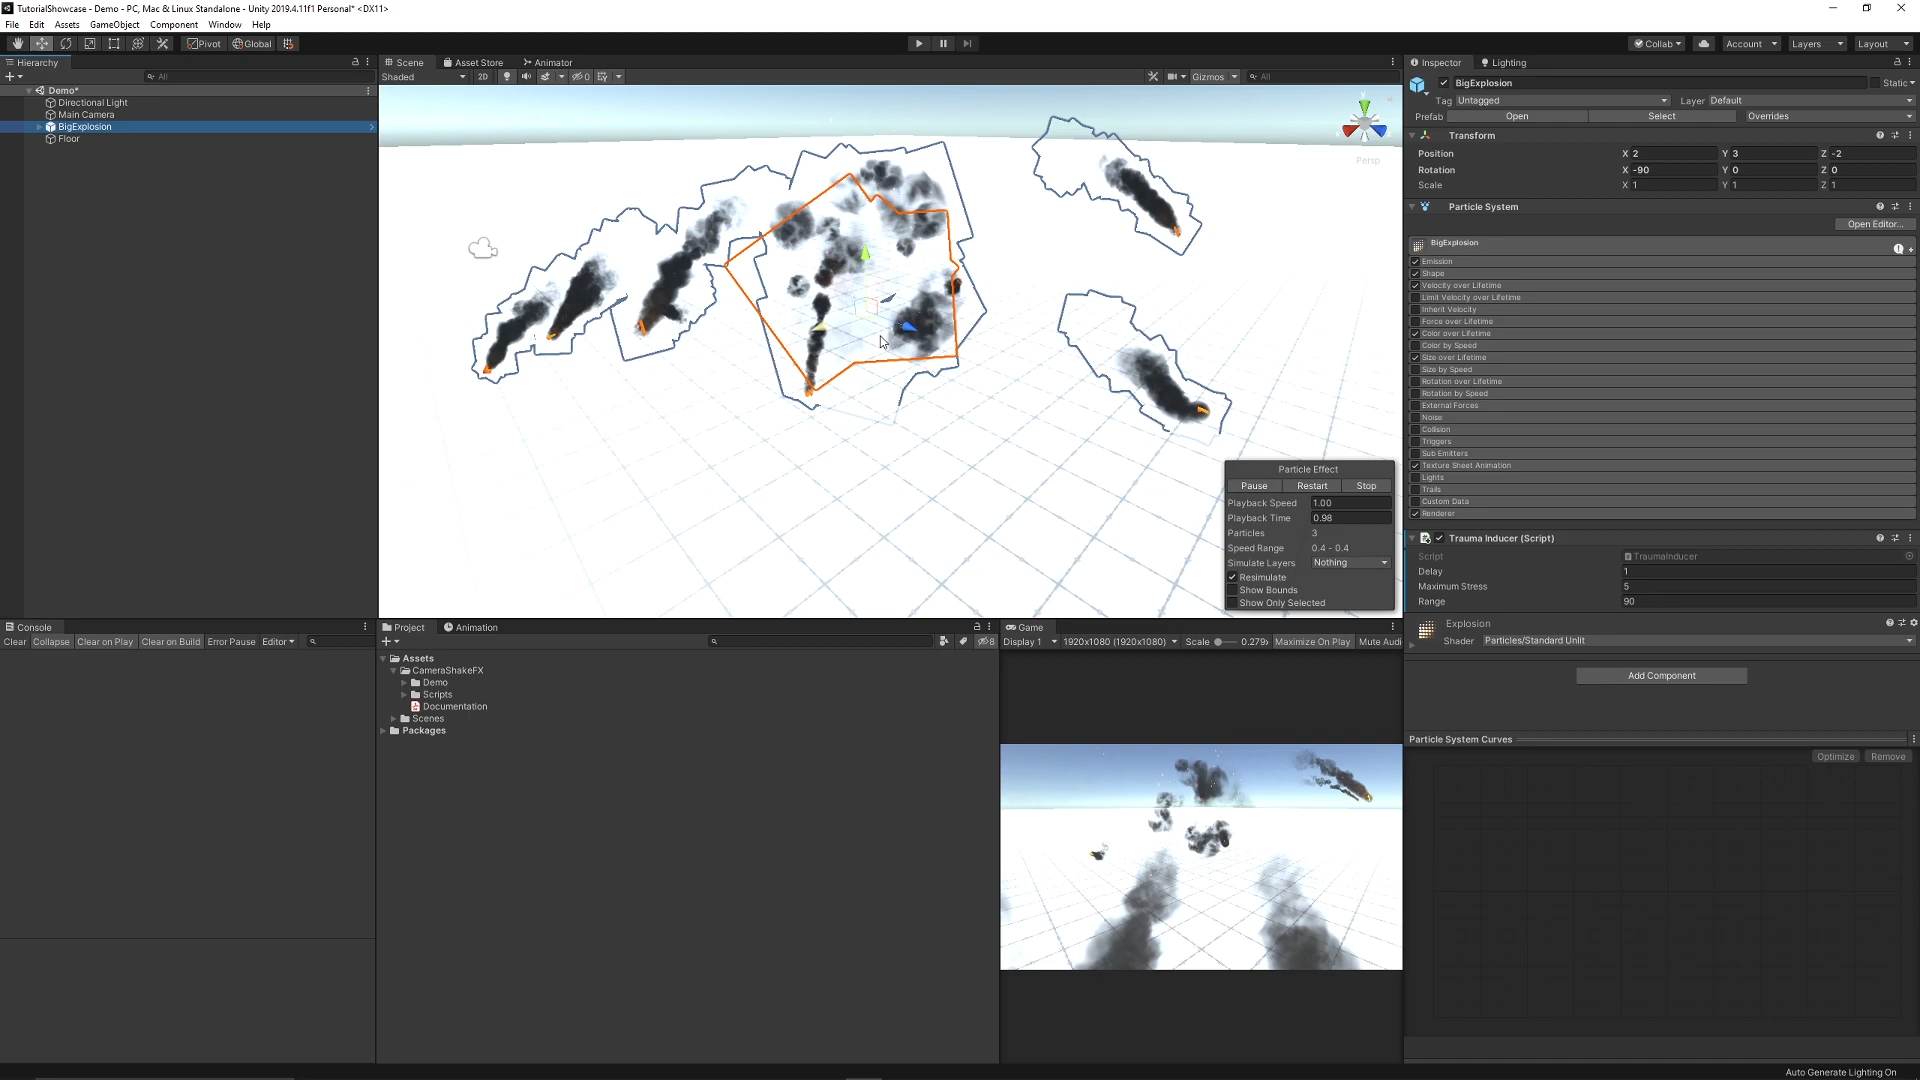 TutorialShowcase - Demo - PC, Mac & Linux Standalone - Unity 2019.4.11f1 Personal* <DX11>
File Edit Assets GameObject Component Window Help
Pivot Global Collab Account Layers Layout
Hierarchy
All
Demo*
Directional Light
Main Camera
BigExplosion
Floor
Scene Asset Store Animator
Shaded 2D 0 Gizmos All
y
Persp
Particle Effect
Pause Restart Stop
Playback Speed 1.00
Playback Time 0.98
Particles 3
Speed Range 0.4 - 0.4
Simulate Layers Nothing
Resimulate
Show Bounds
Show Only Selected
Inspector Lighting
BigExplosion Static
Tag Untagged Layer Default
Prefab Open Select Overrides
Transform
Position X 2 Y 3 Z -2
Rotation X -90 Y 0 Z 0
Scale X 1 Y 1 Z 1
Particle System
Open Editor...
BigExplosion
Emission
Shape
Velocity over Lifetime
Limit Velocity over Lifetime
Inherit Velocity
Force over Lifetime
Color over Lifetime
Color by Speed
Size over Lifetime
Size by Speed
Rotation over Lifetime
Rotation by Speed
External Forces
Noise
Collision
Triggers
Sub Emitters
Texture Sheet Animation
Lights
Trails
Custom Data
Renderer
Trauma Inducer (Script)
Script TraumaInducer
Delay 1
Maximum Stress 5
Range 90
Explosion
Shader Particles/Standard Unlit
Add Component
Particle System Curves
Optimize Remove
Console
Clear Collapse Clear on Play Clear on Build Error Pause Editor
Project Animation
8
Assets
CameraShakeFX
Demo
Scripts
Documentation
Scenes
Packages
Game
Display 1 1920x1080 (1920x1080) Scale 0.279x Maximize On Play Mute Audi
Auto Generate Lighting On